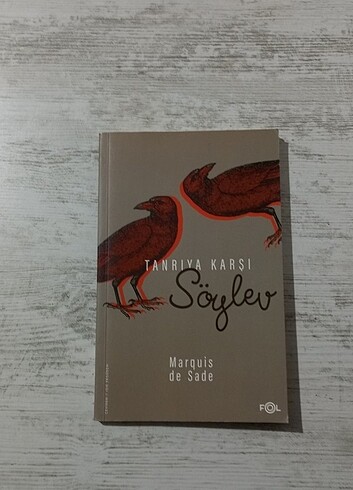 TANRIYA KARŞI
Söylev
Marquis
de Sade
FOL